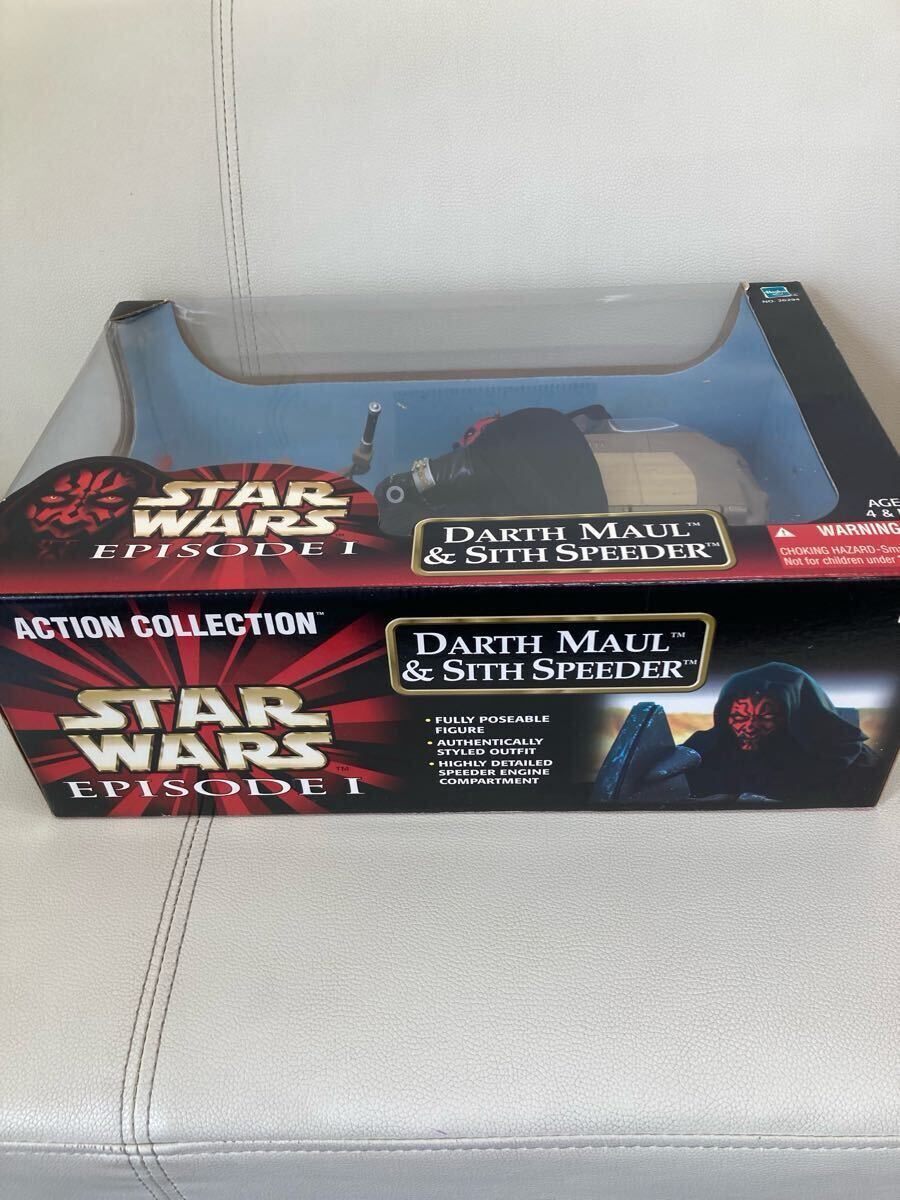 Hasbro
NO. 26294
STAR
WARS
EPISODE I
DARTH MAUL™
& SITH SPEEDER™
AGE
4 &
WARNING
CHOKING HAZARD-Sma
Not for children under
ACTION COLLECTION™
STAR
WARS™
EPISODE I
DARTH MAUL™
& SITH SPEEDER™
• FULLY POSEABLE
FIGURE
• AUTHENTICALLY
STYLED OUTFIT
• HIGHLY DETAILED
SPEEDER ENGINE
COMPARTMENT